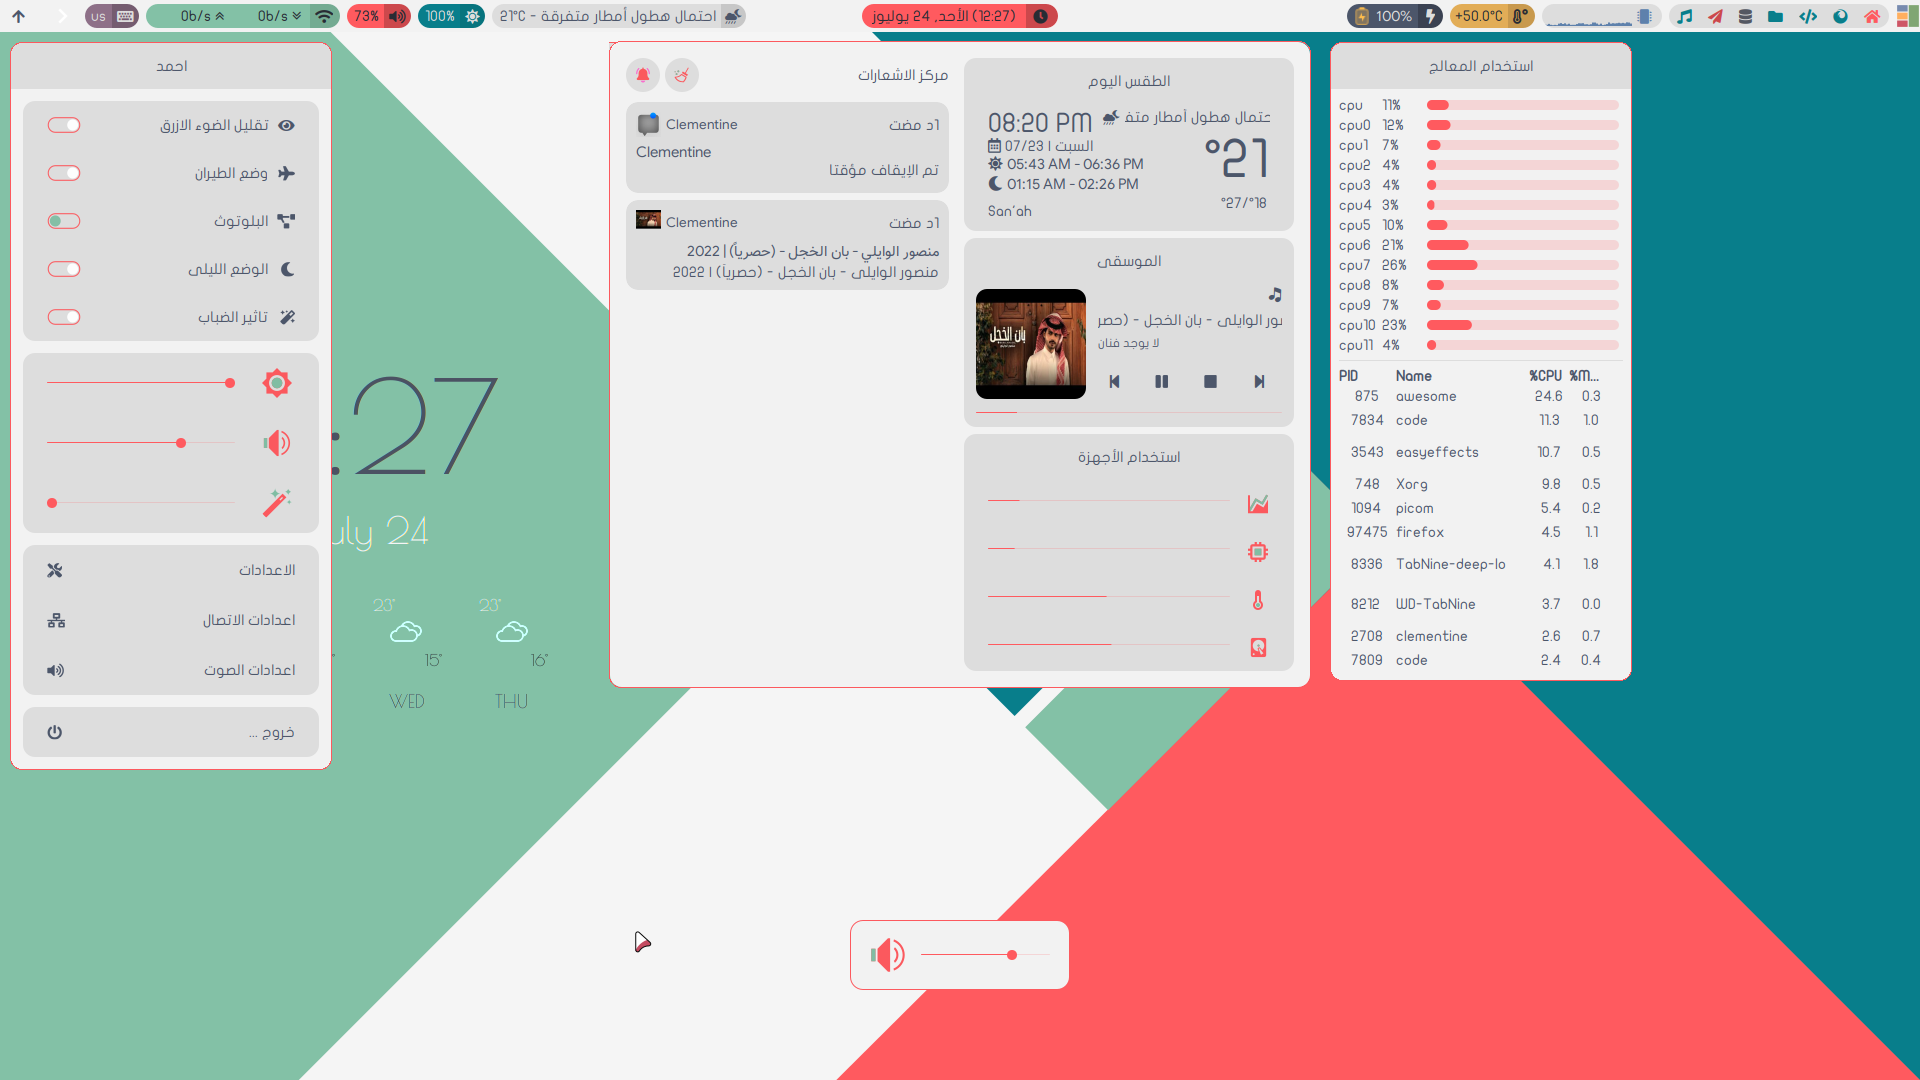 us
0b/s
0b/s
73%
100%
احتمال هطول أمطار متفرقة - 21°C
(12:27) الأحد, 24 يوليوز
100%
+50.0°C
احمد
تقليل الضوء الازرق
وضع الطيران
البلوتوث
الوضع الليلي
تاثير الضباب
الاعدادات
اعدادات الاتصال
اعدادات الصوت
خروج ...
:27
uly 24
23°
23°
15°
16°
WED
THU
مركز الاشعارات
Clementine
1د مضت
Clementine
تم الإيقاف مؤقتا
Clementine
1د مضت
منصور الوايلي - بان الخجل - (حصرياً) | 2022
منصور الوايلي - بان الخجل - (حصرياً) | 2022
الطقس اليوم
08:20 PM
حتمال هطول أمطار متف
السبت | 07/23
05:43 AM - 06:36 PM
01:15 AM - 02:26 PM
°21
°27/°18
San'ah
الموسيقى
بان الخجل
ور الوايلي - بان الخجل - (حصر
لا يوجد فنان
استخدام الأجهزة
استخدام المعالج
cpu 11%
cpu0 12%
cpu1 7%
cpu2 4%
cpu3 4%
cpu4 3%
cpu5 10%
cpu6 21%
cpu7 26%
cpu8 8%
cpu9 7%
cpu10 23%
cpu11 4%
PID Name %CPU %M...
875 awesome 24.6 0.3
7834 code 11.3 1.0
3543 easyeffects 10.7 0.5
748 Xorg 9.8 0.5
1094 picom 5.4 0.2
97475 firefox 4.5 1.1
8336 TabNine-deep-lo 4.1 1.8
8212 WD-TabNine 3.7 0.0
2708 clementine 2.6 0.7
7809 code 2.4 0.4